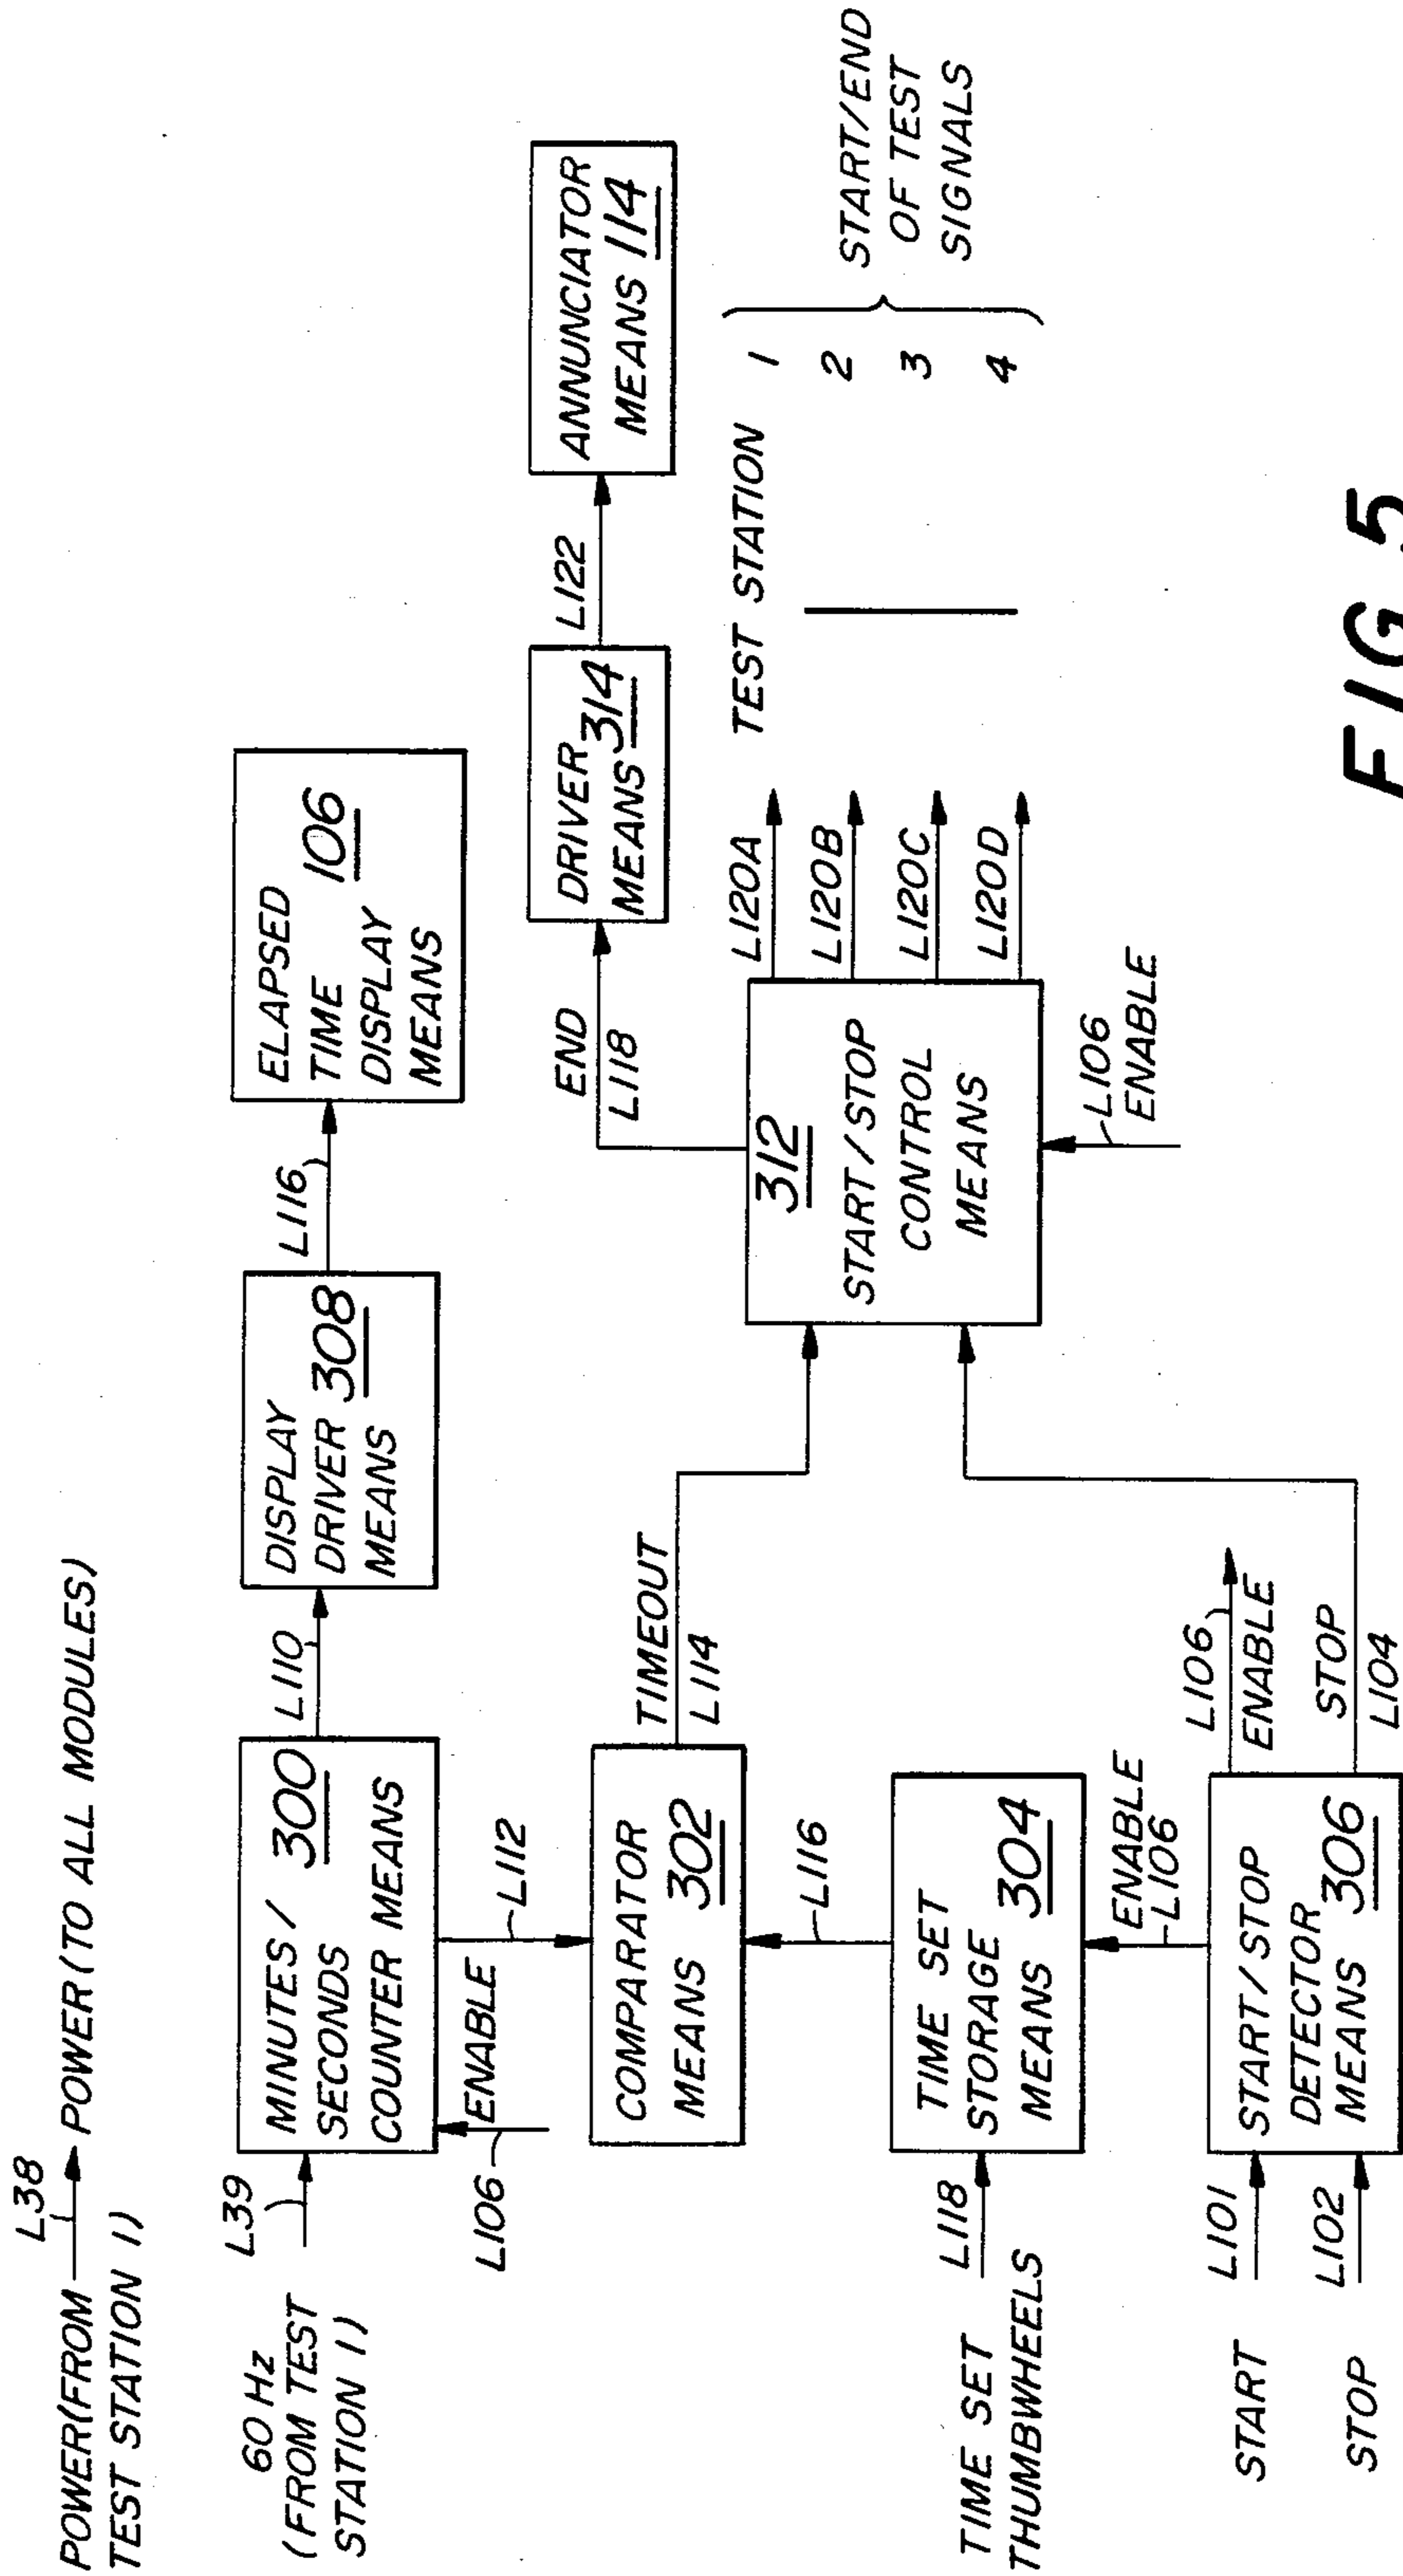 L38
POWER (FROM
TEST STATION 1)
POWER (TO ALL MODULES)
60 Hz
(FROM TEST
STATION 1)
L39
MINUTES / 300
SECONDS
COUNTER MEANS
L110
DISPLAY
DRIVER 308
MEANS
L116
ELAPSED
TIME 106
DISPLAY
MEANS
L106
ENABLE
L112
COMPARATOR
MEANS 302
TIMEOUT
L114
L116
TIME SET
THUMBWHEELS
L118
TIME SET
STORAGE
MEANS 304
ENABLE
L106
START
L101
STOP
L102
START/STOP
DETECTOR
MEANS 306
L106
ENABLE
STOP
L104
312
START/STOP
CONTROL
MEANS
L106
ENABLE
END
L118
DRIVER
MEANS 314
L122
ANNUNCIATOR
MEANS 114
L120A
L120B
L120C
L120D
TEST STATION 1
2
3
4
START/END
OF TEST
SIGNALS
FIG. 5